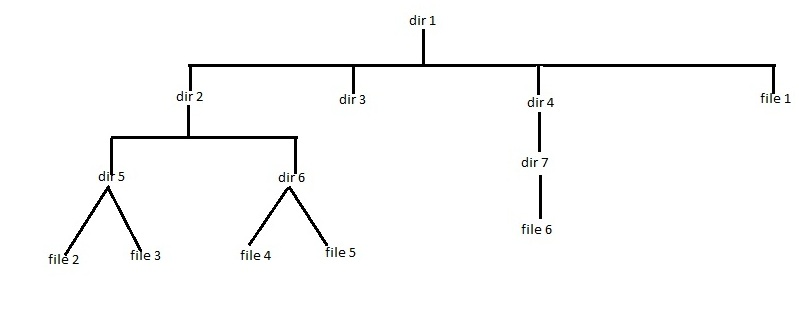 dir 1
dir 2
dir 3
dir 4
file 1
dir 7
dir 5
dir 6
file 6
file 2
file 3
file 4
file 5